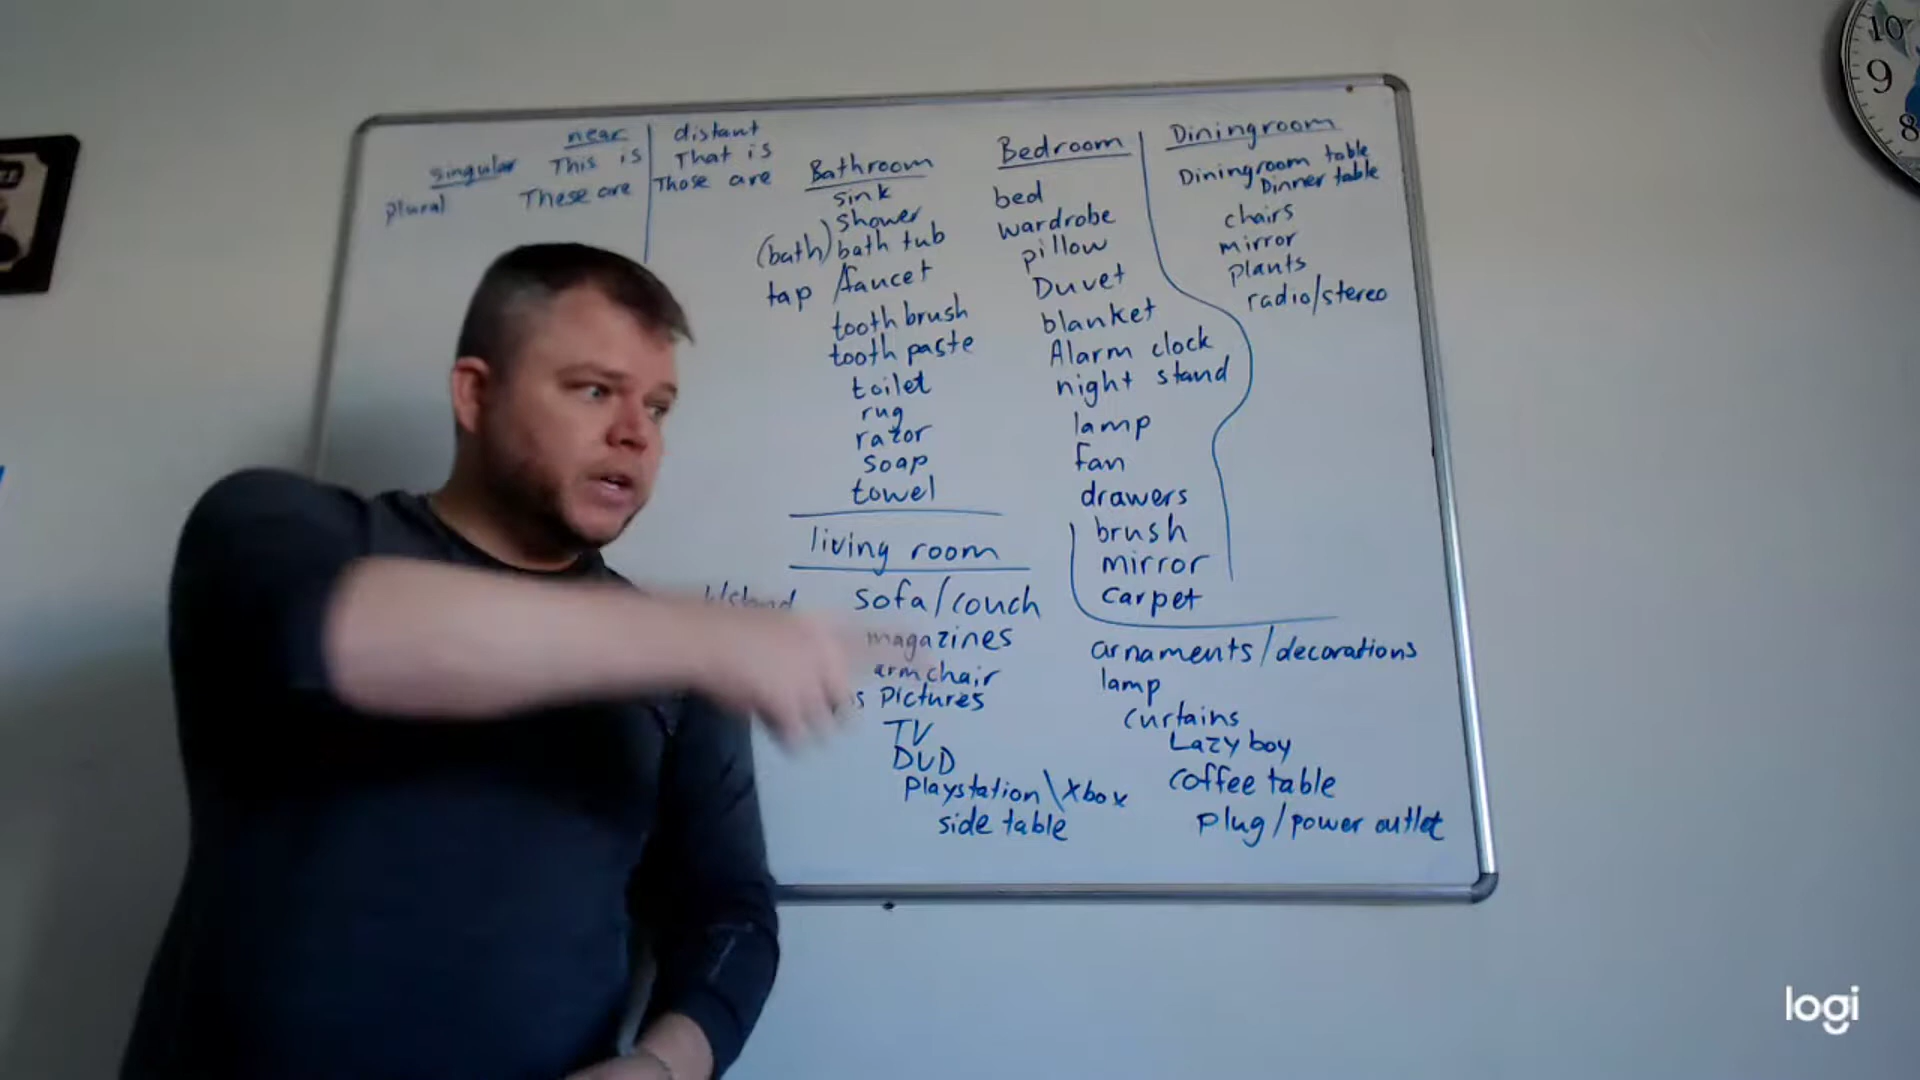 near
distant
singular This is
That is
plural These are
Those are
Bathroom
sink
shower
(bath) bath tub
tap / faucet
tooth brush
tooth paste
toilet
rug
razor
soap
towel
living room
sofa/couch
magazines
armchair
Pictures
TV
DVD
Playstation\Xbox
side table
Bedroom
bed
wardrobe
pillow
Duvet
blanket
Alarm clock
night stand
lamp
fan
drawers
brush
mirror
carpet
arnaments/decorations
lamp
curtains
Lazy boy
coffee table
plug/power outlet
Diningroom
Diningroom table
Dinner table
chairs
mirror
plants
radio/stereo
10
9
8
logi